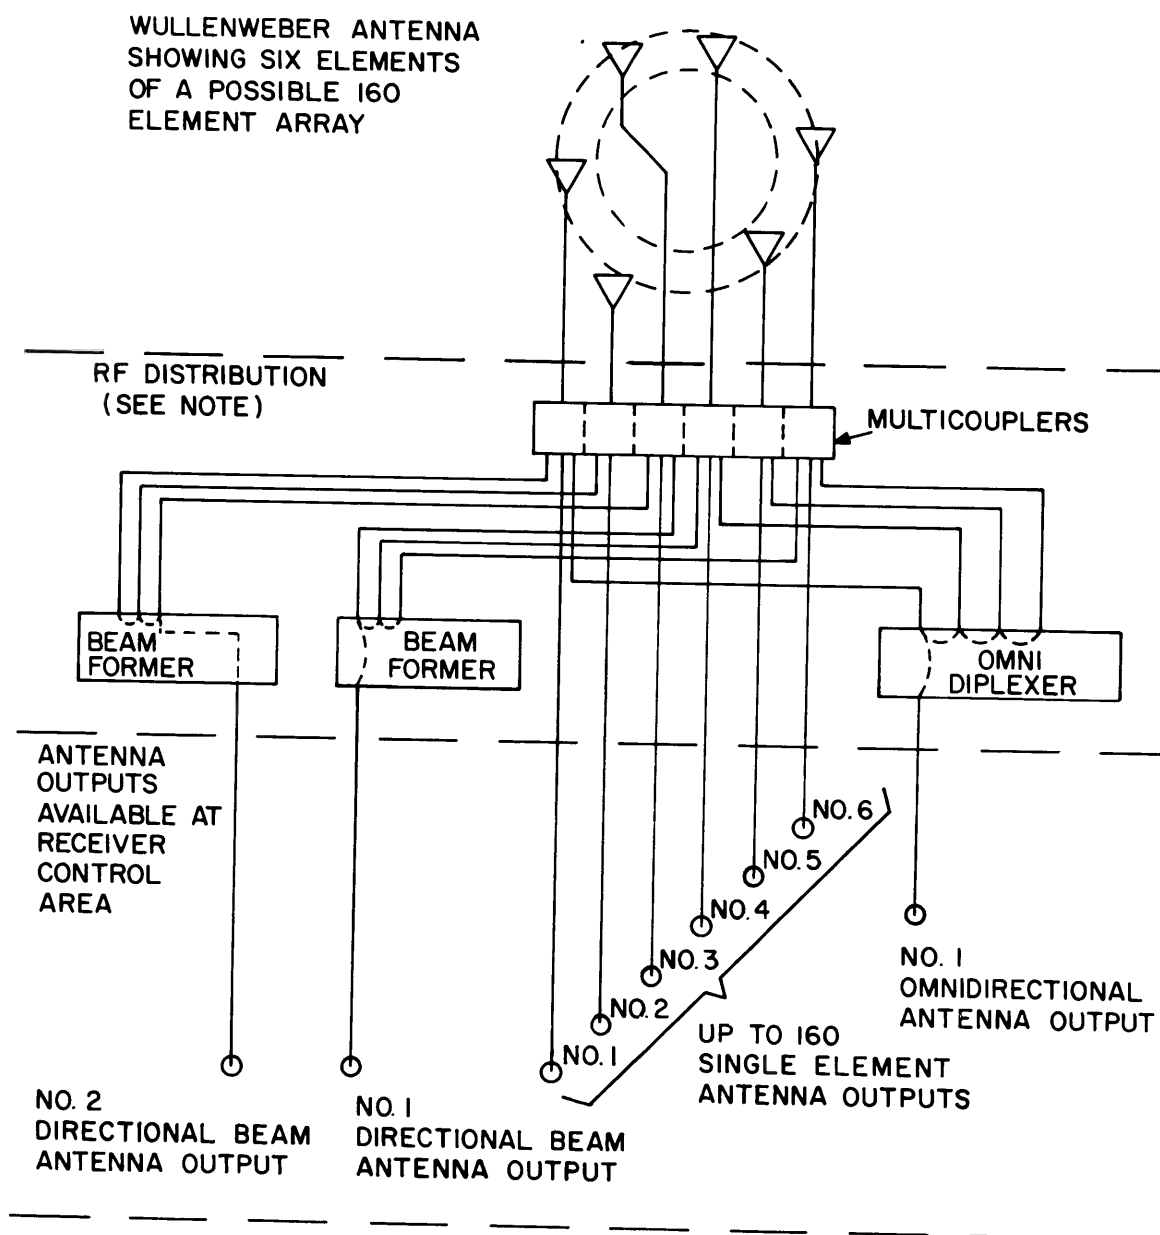 WULLENWEBER ANTENNA
SHOWING SIX ELEMENTS
OF A POSSIBLE 160
ELEMENT ARRAY
RF DISTRIBUTION
(SEE NOTE)
MULTICOUPLERS
BEAM
FORMER
BEAM
FORMER
OMNI
DIPLEXER
ANTENNA
OUTPUTS
AVAILABLE AT
RECEIVER
CONTROL
AREA
NO. 6
NO. 5
NO. 4
NO. 3
NO. 2
NO. 1
UP TO 160
SINGLE ELEMENT
ANTENNA OUTPUTS
NO. 1
OMNIDIRECTIONAL
ANTENNA OUTPUT
NO. 2
DIRECTIONAL BEAM
ANTENNA OUTPUT
NO. 1
DIRECTIONAL BEAM
ANTENNA OUTPUT